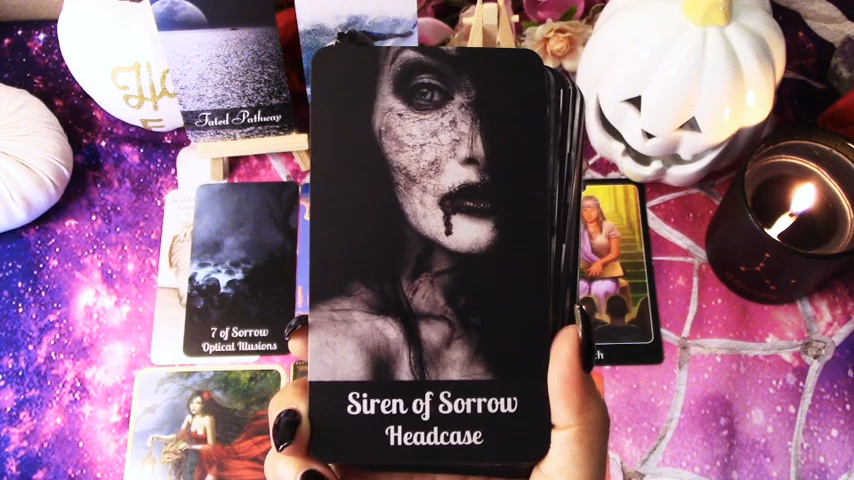 Fated Pathway
7 of Sorrow
Optical Illusions
Siren of Sorrow
Headcase